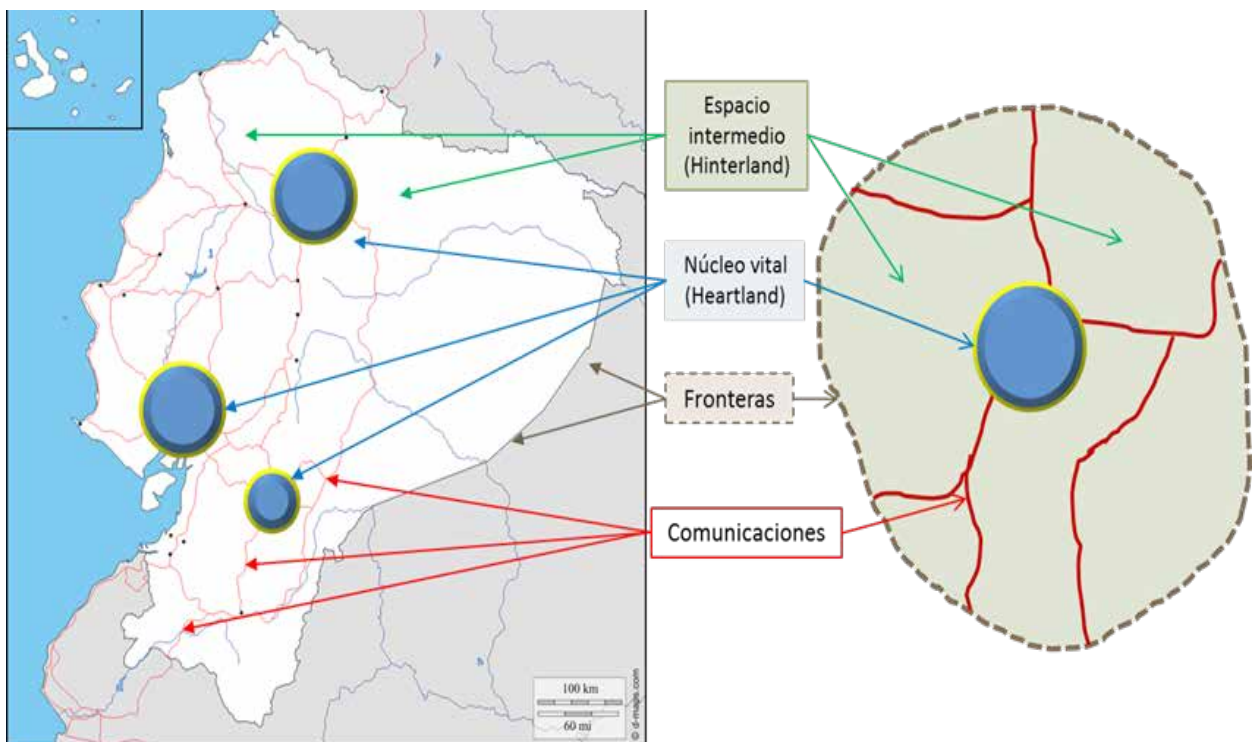 Espacio
intermedio
(Hinterland)
Núcleo vital
(Heartland)
Fronteras
Comunicaciones
100 km
60 mi
© d-maps.com